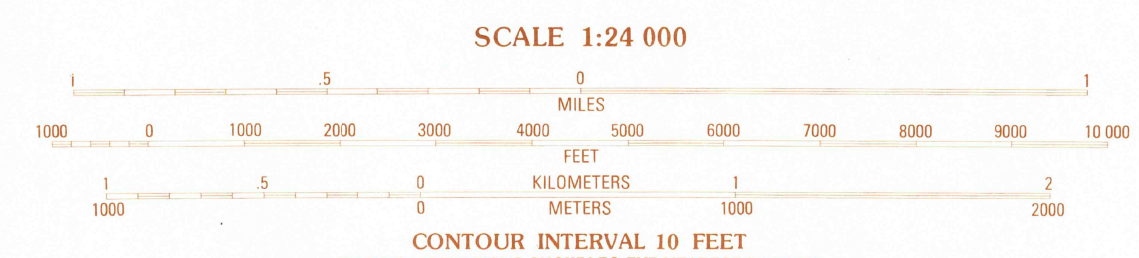 SCALE 1:24 000
1 .5 0 1
MILES
1000 0 1000 2000 3000 4000 5000 6000 7000 8000 9000 10 000
FEET
1 .5 0 KILOMETERS 1 2
1000 0 METERS 1000 2000
CONTOUR INTERVAL 10 FEET